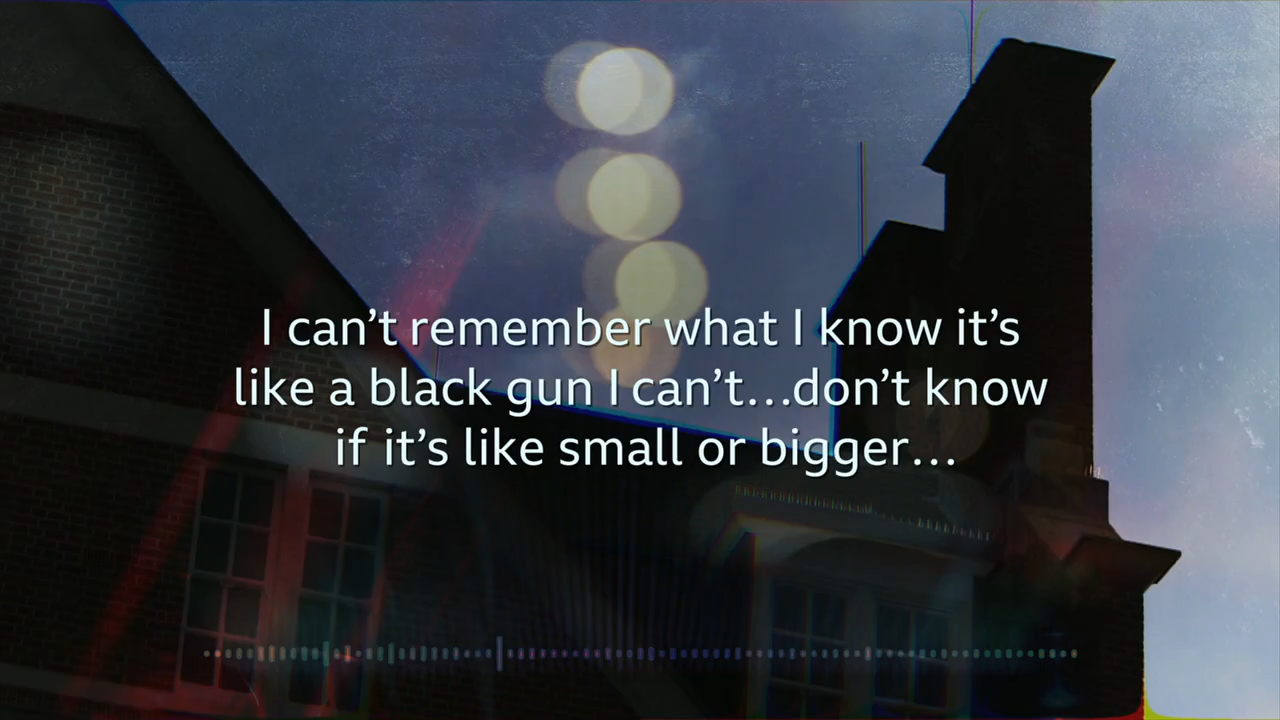 I can’t remember what I know it’s
like a black gun I can’t...don’t know
if it’s like small or bigger...